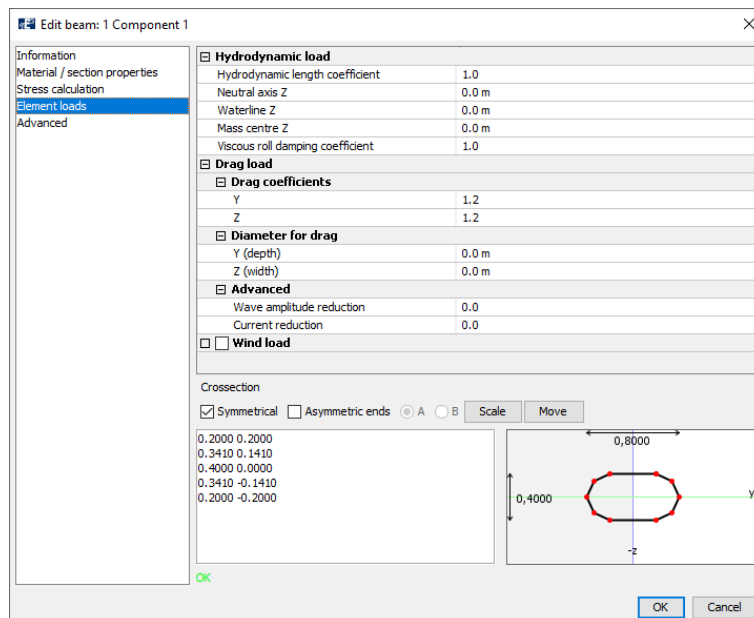 Edit beam: 1 Component 1
Information
Material / section properties
Stress calculation
Element loads
Advanced
Hydrodynamic load
Hydrodynamic length coefficient 1.0
Neutral axis Z 0.0 m
Waterline Z 0.0 m
Mass centre Z 0.0 m
Viscous roll damping coefficient 1.0
Drag load
Drag coefficients
Y 1.2
Z 1.2
Diameter for drag
Y (depth) 0.0 m
Z (width) 0.0 m
Advanced
Wave amplitude reduction 0.0
Current reduction 0.0
Wind load
Crossection
Symmetrical Asymmetric ends A B Scale Move
0.2000 0.2000
0.3410 0.1410
0.4000 0.0000
0.3410 -0.1410
0.2000 -0.2000
0,8000
0,4000
y
-z
OK
OK Cancel